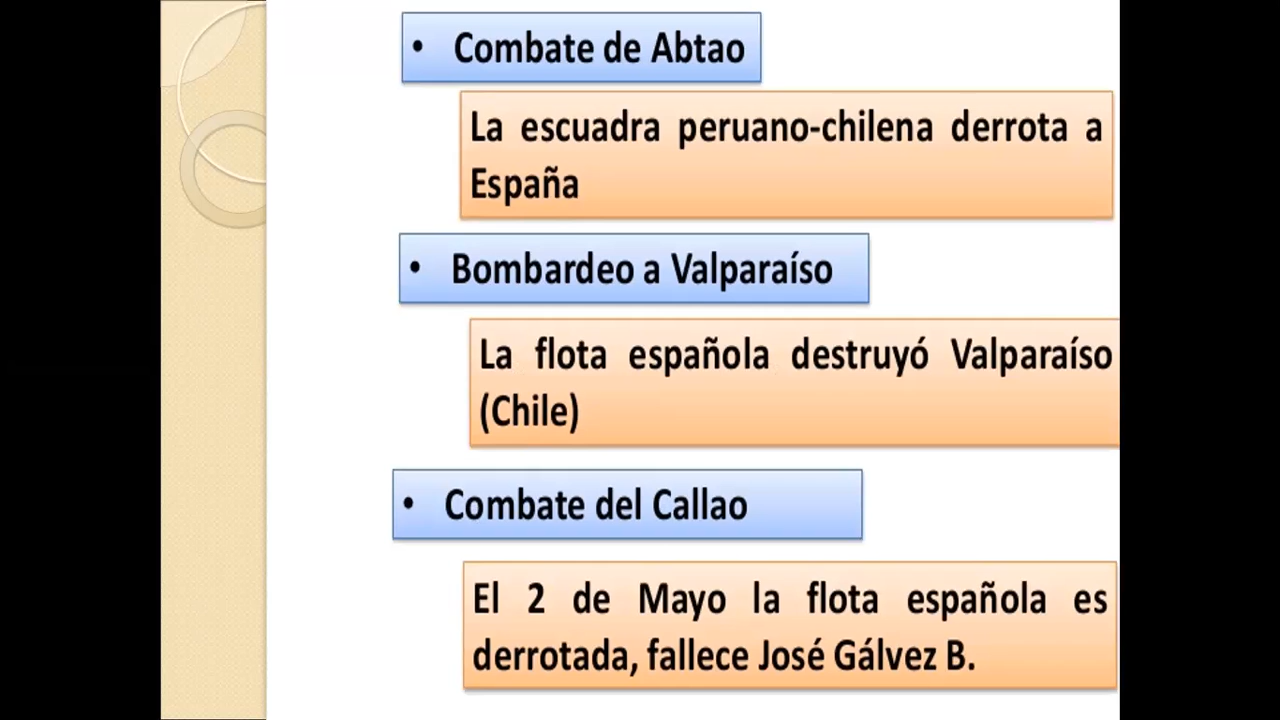 • Combate de Abtao
La escuadra peruano-chilena derrota a
España
• Bombardeo a Valparaíso
La flota española destruyó Valparaíso
(Chile)
• Combate del Callao
El 2 de Mayo la flota española es
derrotada, fallece José Gálvez B.